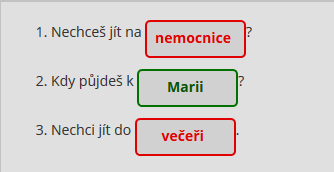 1. Nechceš jít na nemocnice?
2. Kdy půjdeš k Marii?
3. Nechci jít do večeři.